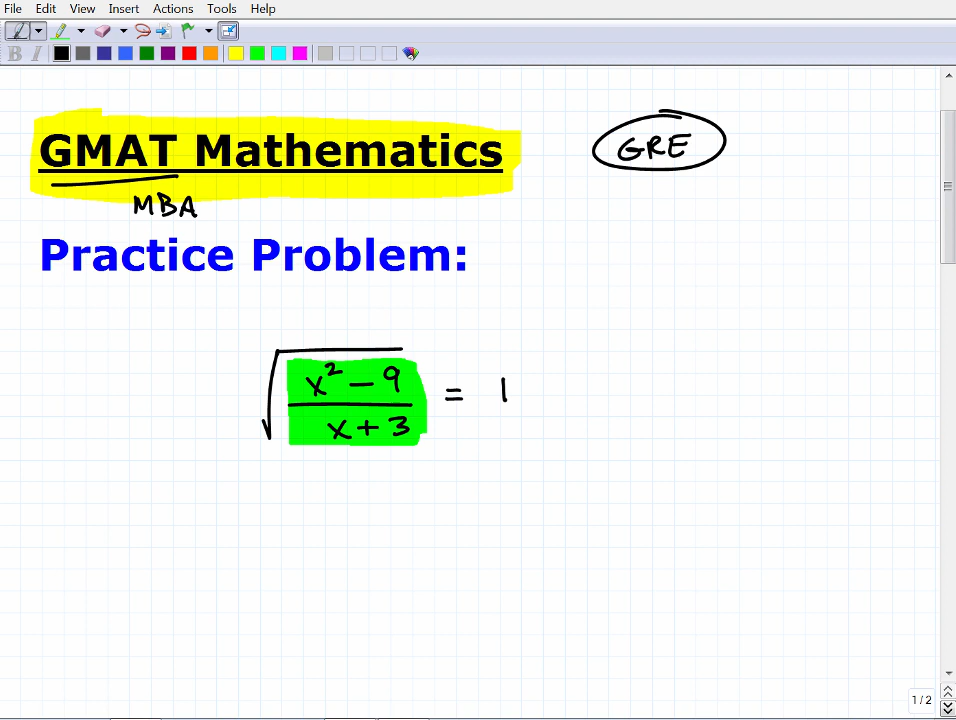 File Edit View Insert Actions Tools Help
B I
GMAT Mathematics
GRE
MBA
Practice Problem:
√((x² − 9)/(x + 3)) = 1
1 / 2